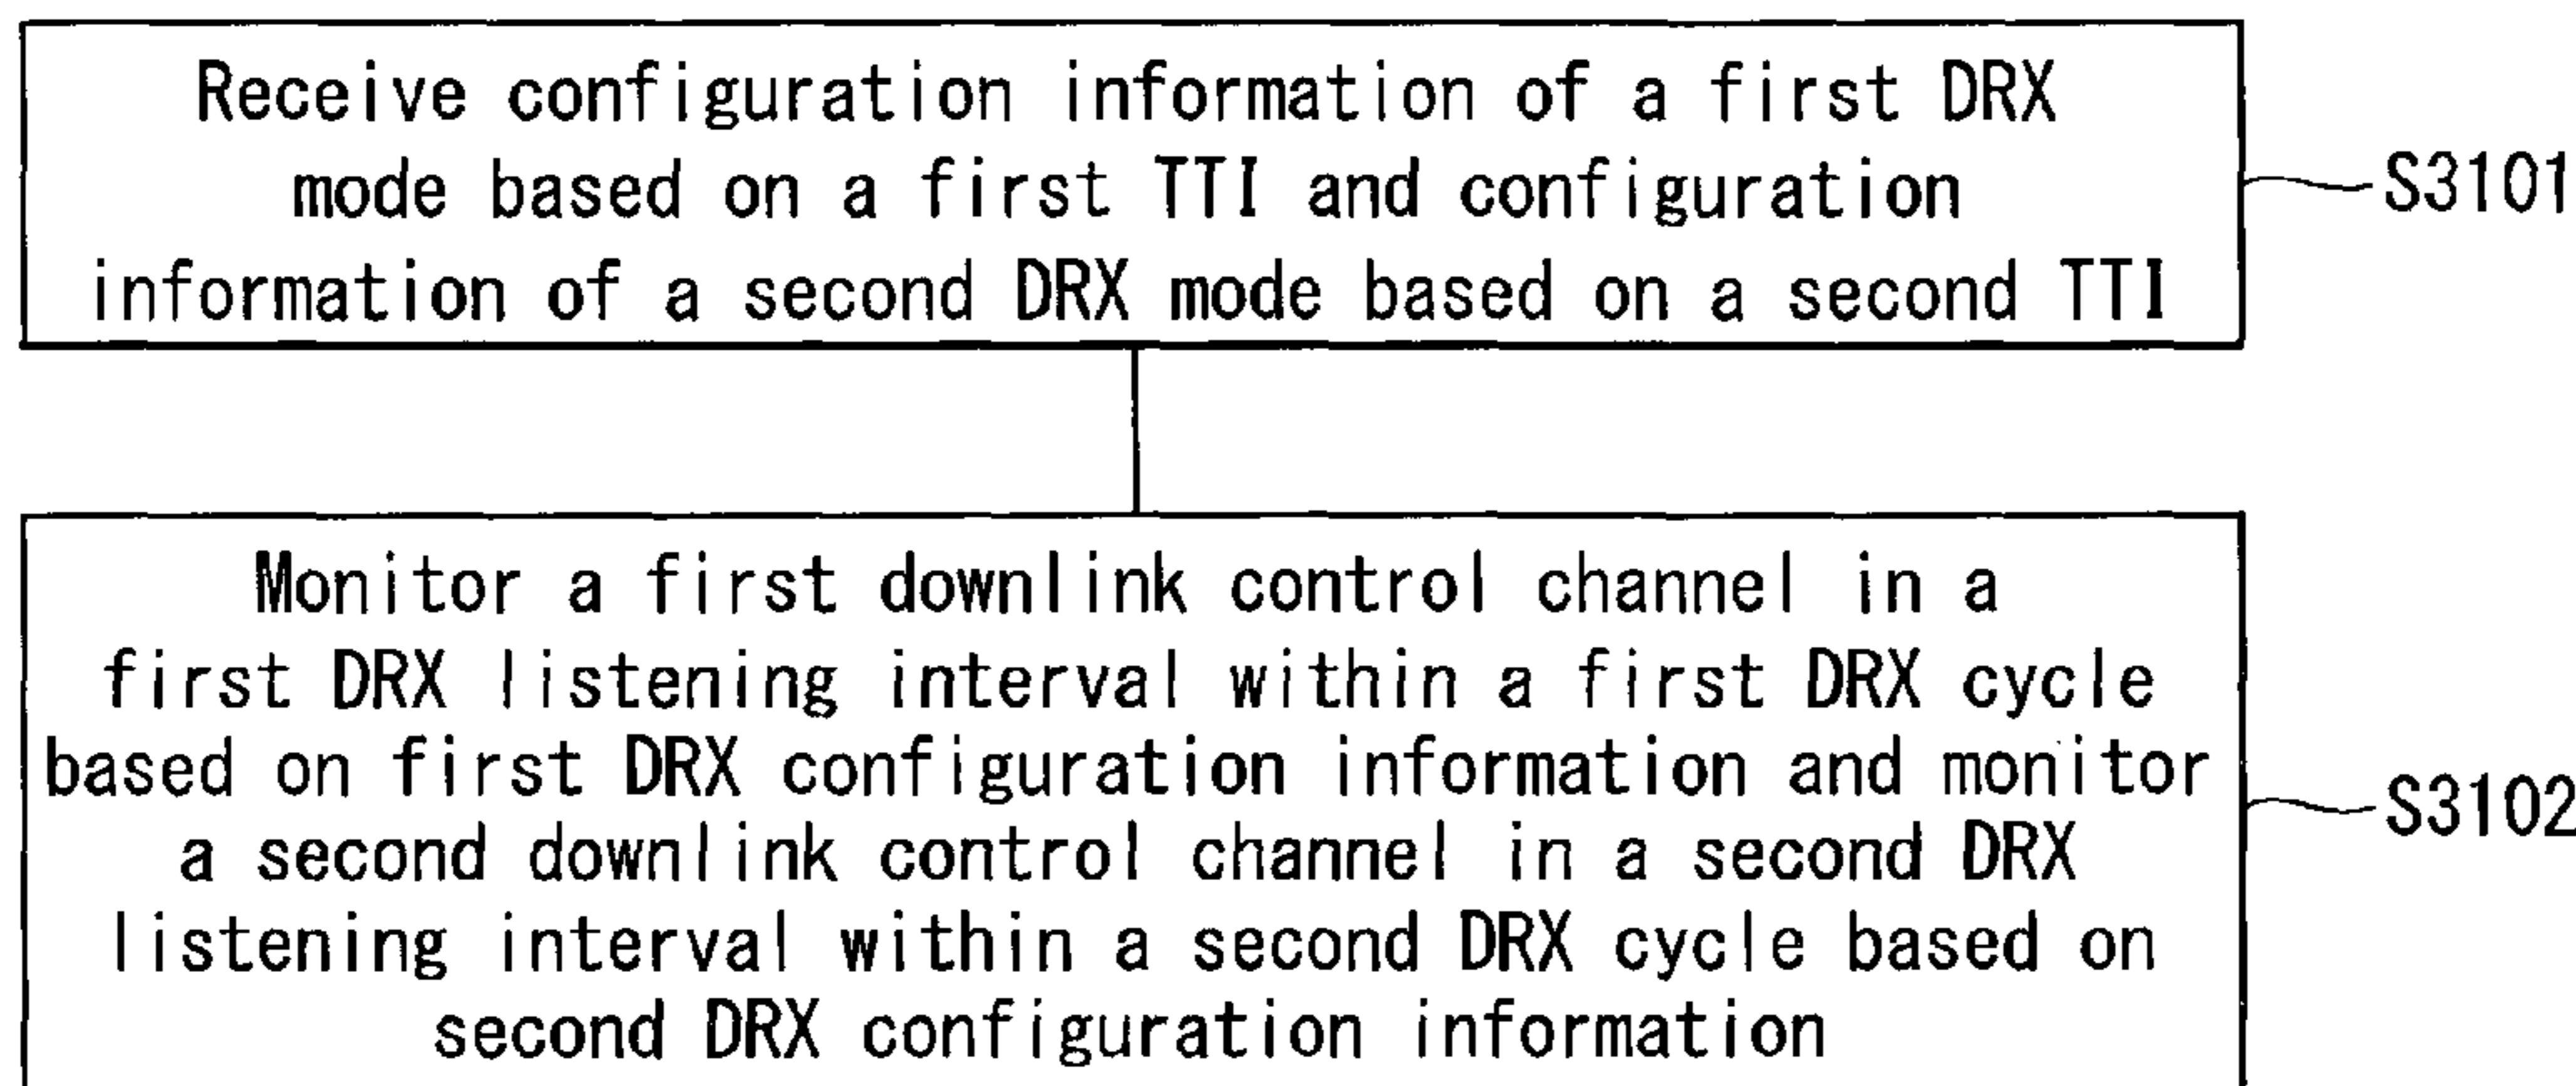 Receive configuration information of a first DRX
mode based on a first TTI and configuration
information of a second DRX mode based on a second TTI
S3101
Monitor a first downlink control channel in a
first DRX listening interval within a first DRX cycle
based on first DRX configuration information and monitor
a second downlink control channel in a second DRX
listening interval within a second DRX cycle based on
second DRX configuration information
S3102